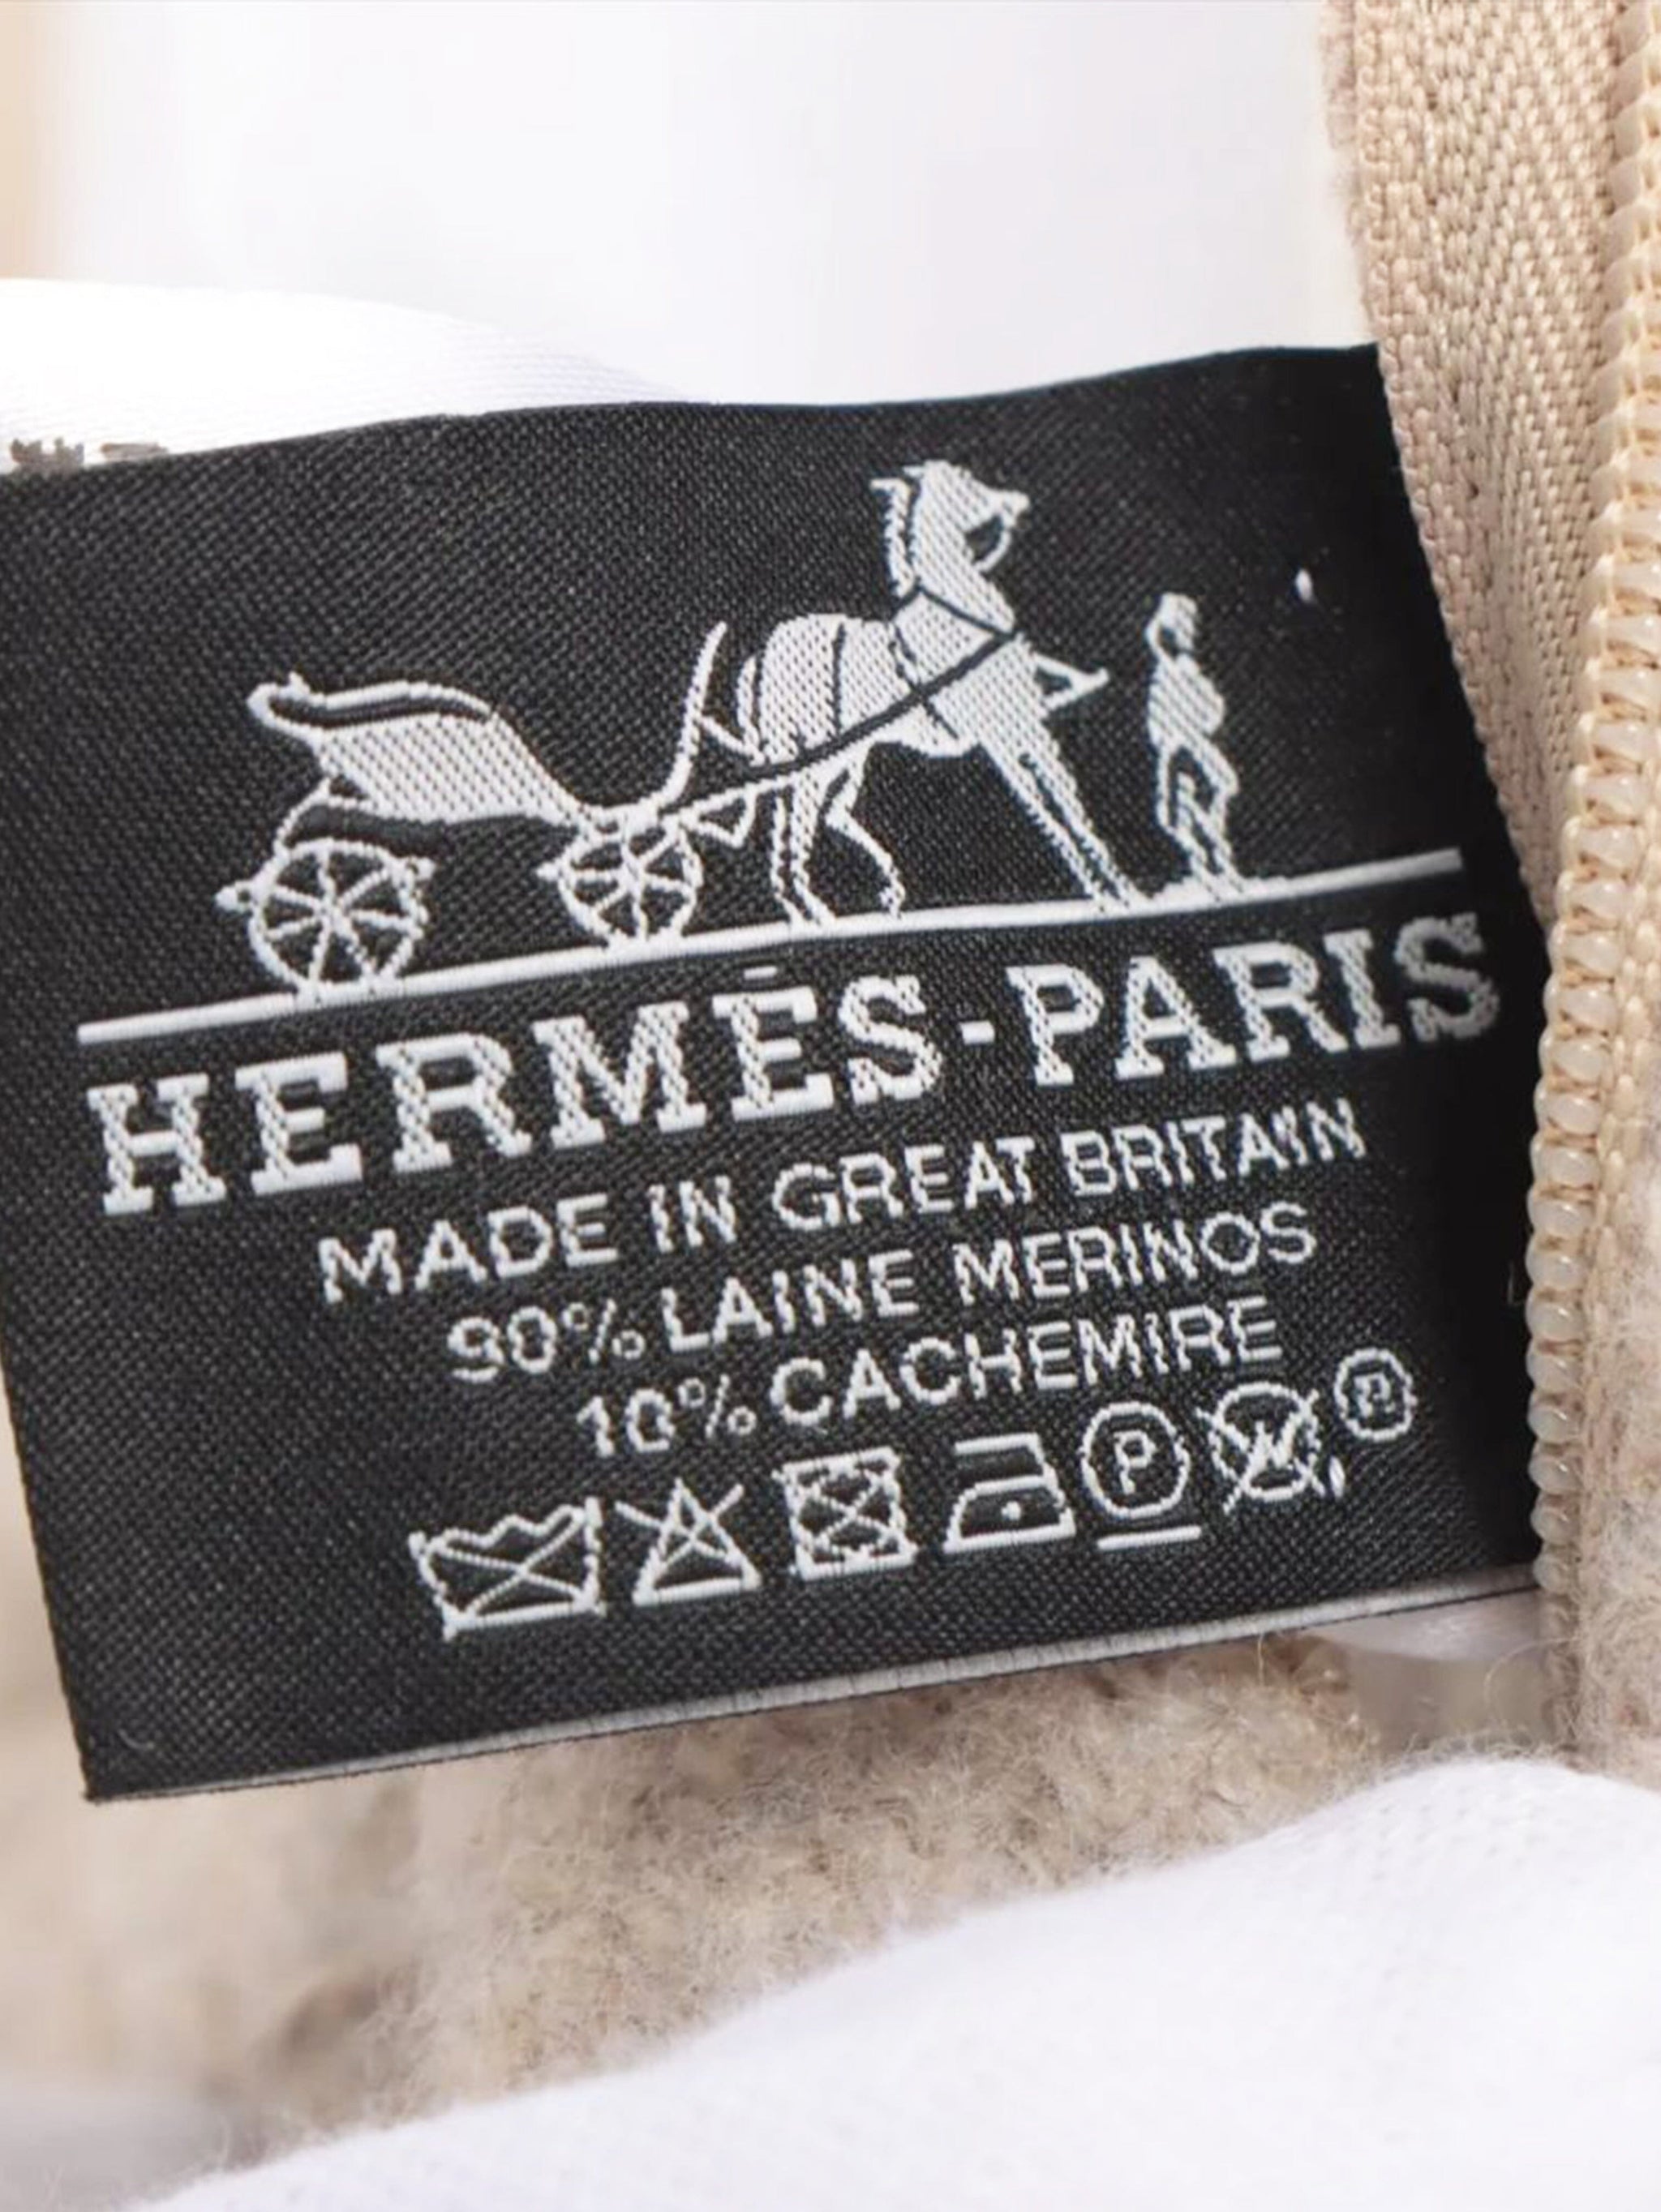 HERMÈS-PARIS
MADE IN GREAT BRITAIN
90% LAINE MERINOS
10% CACHEMIRE
P W ®